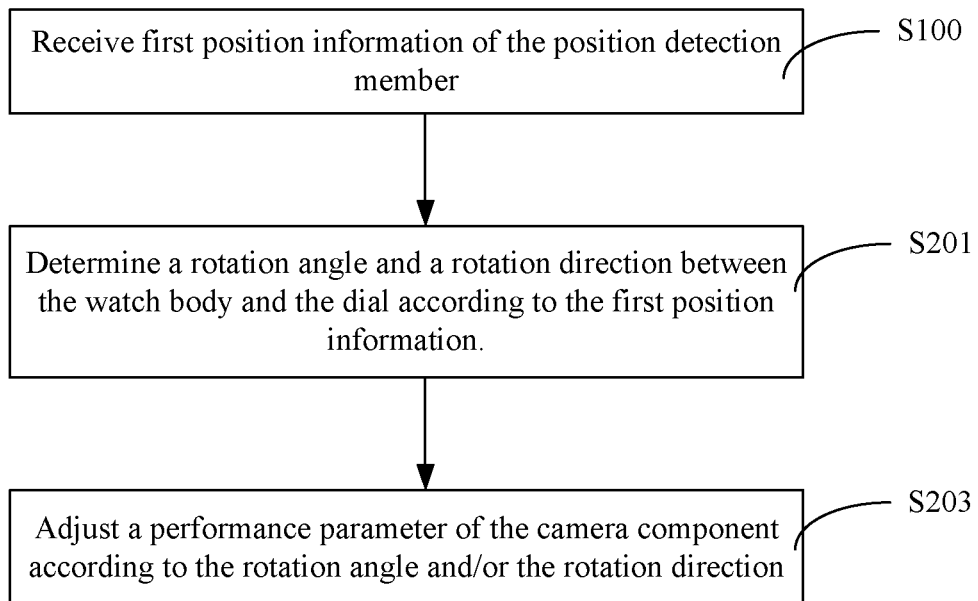 Receive first position information of the position detection
member
S100
Determine a rotation angle and a rotation direction between
the watch body and the dial according to the first position
information.
S201
Adjust a performance parameter of the camera component
according to the rotation angle and/or the rotation direction
S203